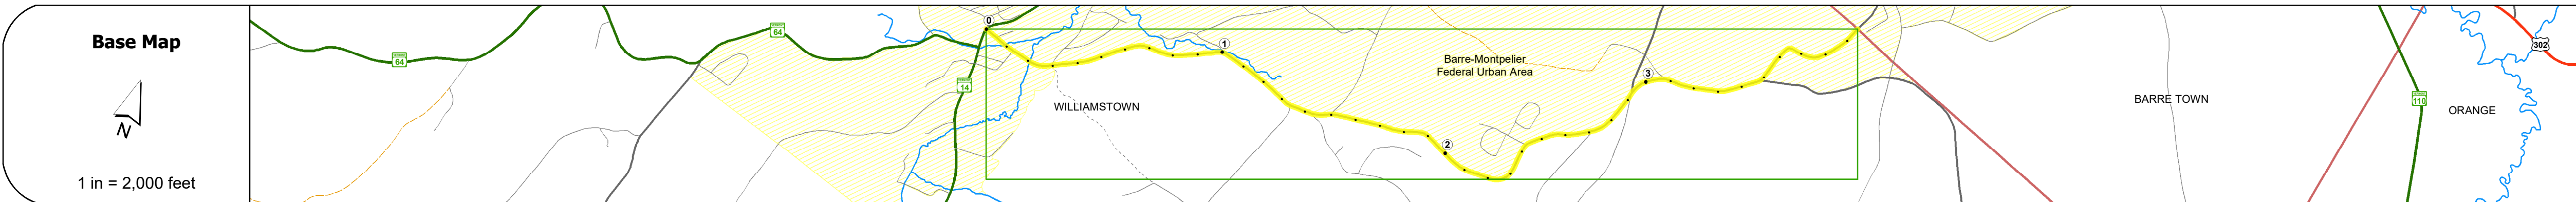 Base Map
N
1 in = 2,000 feet
64
64
14
0
1
2
3
WILLIAMSTOWN
Barre-Montpelier
Federal Urban Area
BARRE TOWN
110
ORANGE
302